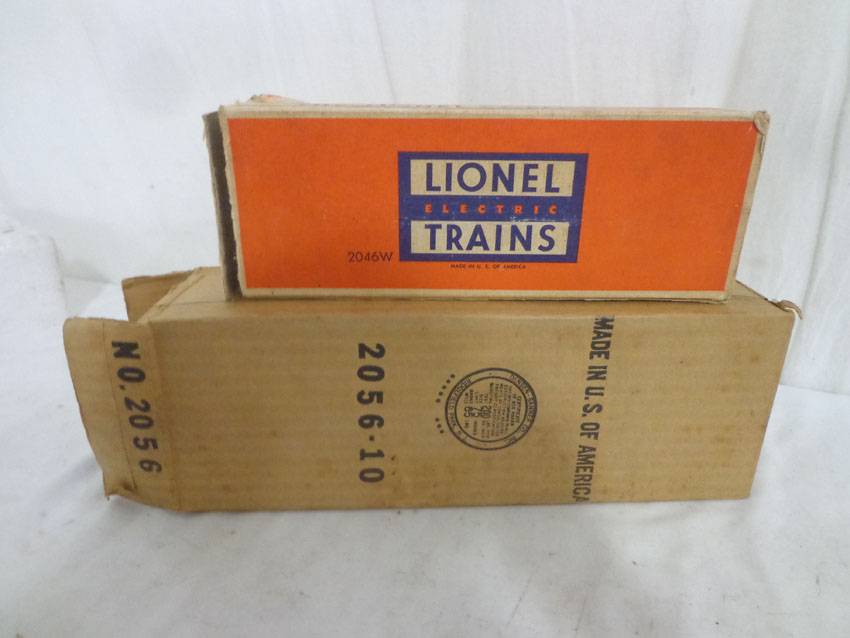 LIONEL
ELECTRIC
TRAINS
2046W
MADE IN U. S. OF AMERICA
NO. 2056
2056-10
MADE IN U.S. OF AMERICA